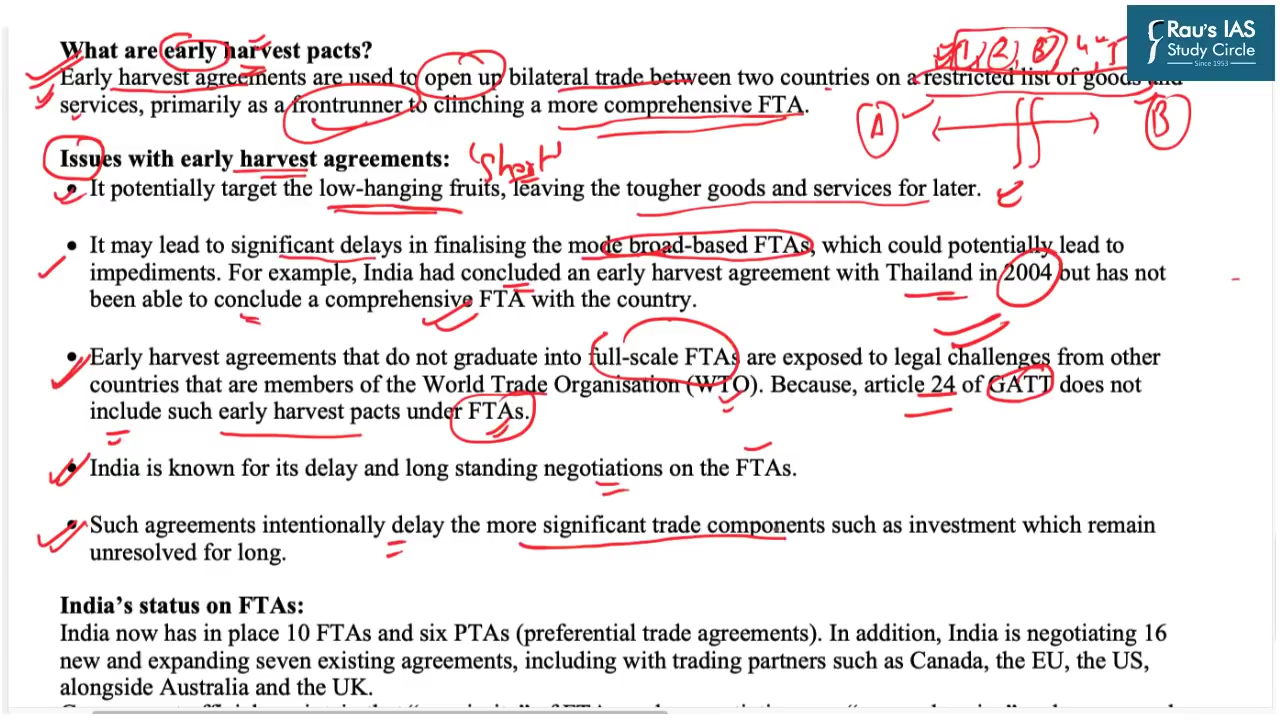 Rau's IAS
Study Circle
Since 1953
What are early harvest pacts?
Early harvest agreements are used to open up bilateral trade between two countries on a restricted list of goods and
services, primarily as a frontrunner to clinching a more comprehensive FTA.
A
B
Issues with early harvest agreements:
Short
• It potentially target the low-hanging fruits, leaving the tougher goods and services for later.
• It may lead to significant delays in finalising the mode broad-based FTAs, which could potentially lead to
impediments. For example, India had concluded an early harvest agreement with Thailand in 2004 but has not
been able to conclude a comprehensive FTA with the country.
• Early harvest agreements that do not graduate into full-scale FTAs are exposed to legal challenges from other
countries that are members of the World Trade Organisation (WTO). Because, article 24 of GATT does not
include such early harvest pacts under FTAs.
• India is known for its delay and long standing negotiations on the FTAs.
• Such agreements intentionally delay the more significant trade components such as investment which remain
unresolved for long.
India's status on FTAs:
India now has in place 10 FTAs and six PTAs (preferential trade agreements). In addition, India is negotiating 16
new and expanding seven existing agreements, including with trading partners such as Canada, the EU, the US,
alongside Australia and the UK.